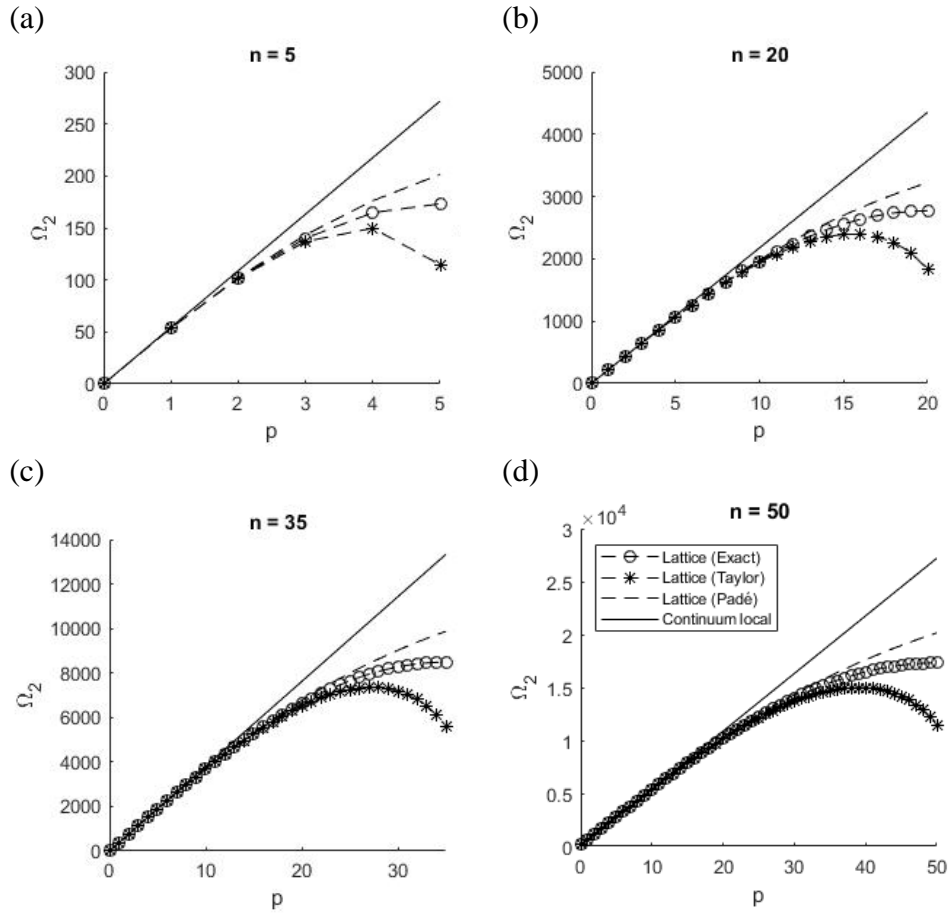 (a)
n = 5
300
250
200
150
100
50
0
Ω₂
0 1 2 3 4 5
p
(b)
n = 20
5000
4000
3000
2000
1000
0
Ω₂
0 5 10 15 20
p
(c)
n = 35
14000
12000
10000
8000
6000
4000
2000
0
Ω₂
0 10 20 30
p
(d)
×10⁴
n = 50
3
2.5
2
1.5
1
0.5
0
Ω₂
Lattice (Exact)
Lattice (Taylor)
Lattice (Padé)
Continuum local
0 10 20 30 40 50
p